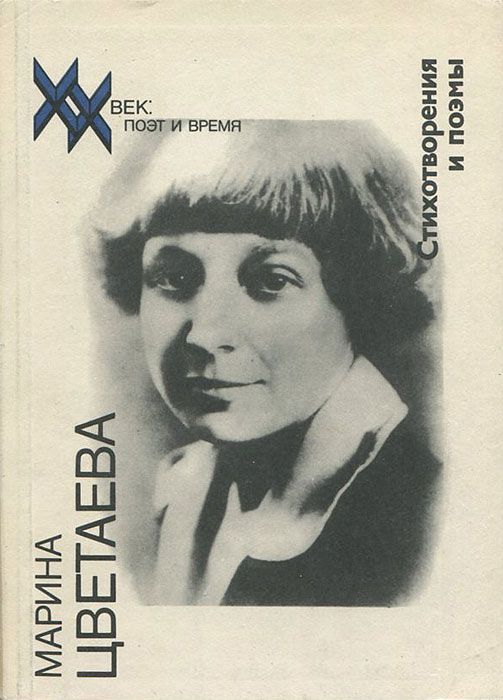 XX
ВЕК:
ПОЭТ И ВРЕМЯ
Стихотворения
и поэмы
МАРИНА
ЦВЕТАЕВА